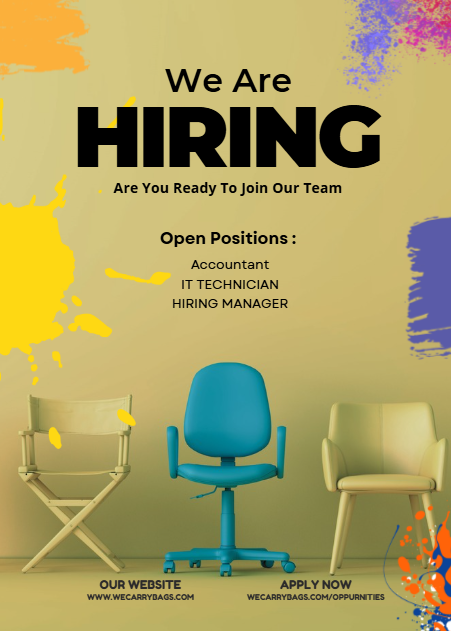 We Are
HIRING
Are You Ready To Join Our Team
Open Positions :
Accountant
IT TECHNICIAN
HIRING MANAGER
OUR WEBSITE
WWW.WECARRYBAGS.COM
APPLY NOW
WECARRYBAGS.COM/OPPURNITIES